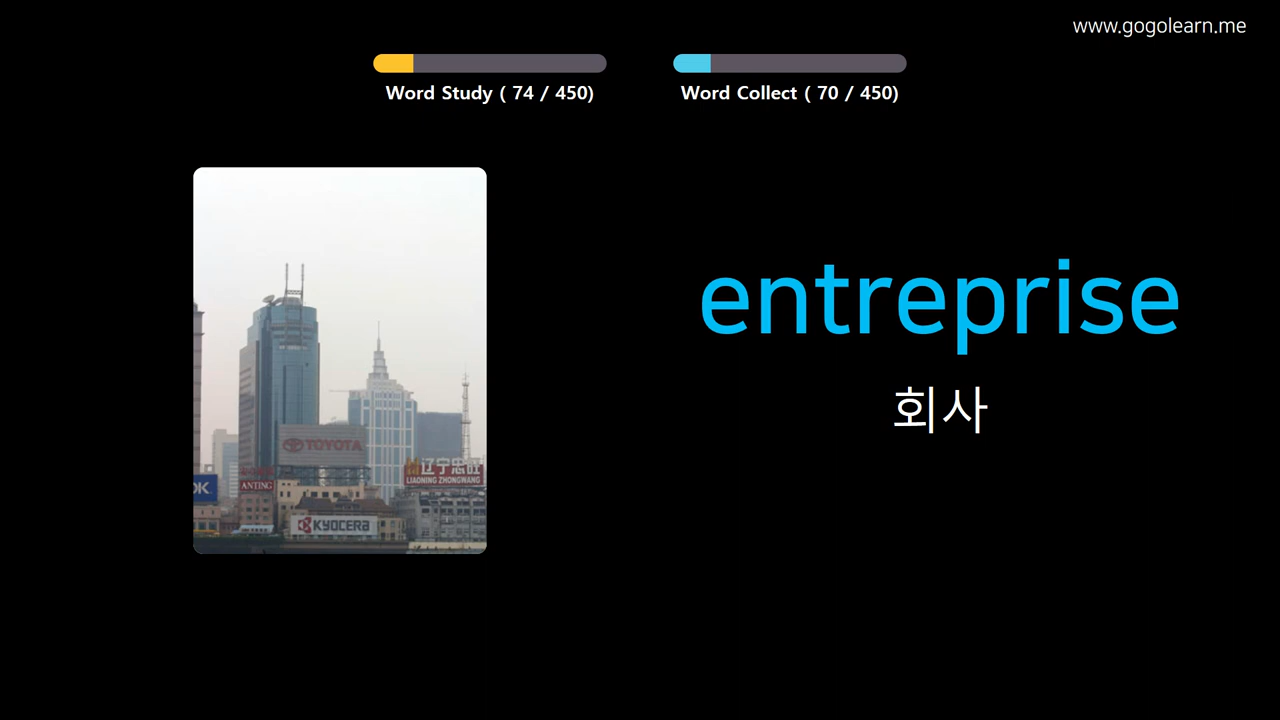 www.gogolearn.me
Word Study ( 74 / 450)
Word Collect ( 70 / 450)
entreprise
회사
TOYOTA
辽宁忠旺
LIAONING ZHONGWANG
OK.
ANTING
KYOCERA